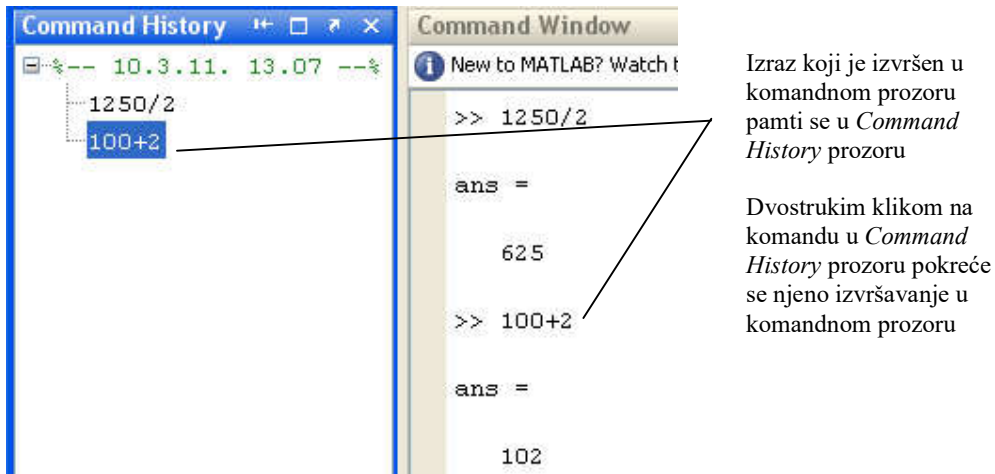 Command History
%-- 10.3.11. 13.07 --%
1250/2
100+2
Command Window
New to MATLAB? Watch t
>> 1250/2
ans =
625
>> 100+2
ans =
102
Izraz koji je izvršen u
komandnom prozoru
pamti se u Command
History prozoru
Dvostrukim klikom na
komandu u Command
History prozoru pokreće
se njeno izvršavanje u
komandnom prozoru